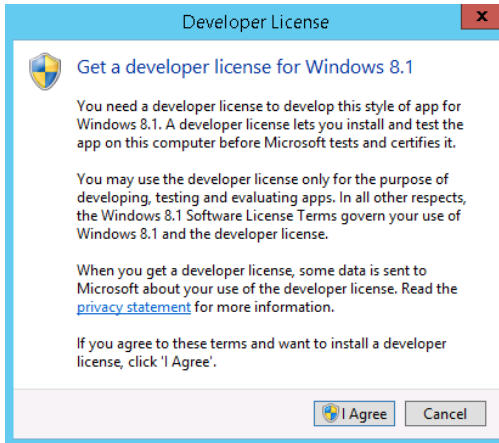 Developer License
x
Get a developer license for Windows 8.1
You need a developer license to develop this style of app for
Windows 8.1. A developer license lets you install and test the
app on this computer before Microsoft tests and certifies it.
You may use the developer license only for the purpose of
developing, testing and evaluating apps. In all other respects,
the Windows 8.1 Software License Terms govern your use of
Windows 8.1 and the developer license.
When you get a developer license, some data is sent to
Microsoft about your use of the developer license. Read the
privacy statement for more information.
If you agree to these terms and want to install a developer
license, click 'I Agree'.
I Agree Cancel